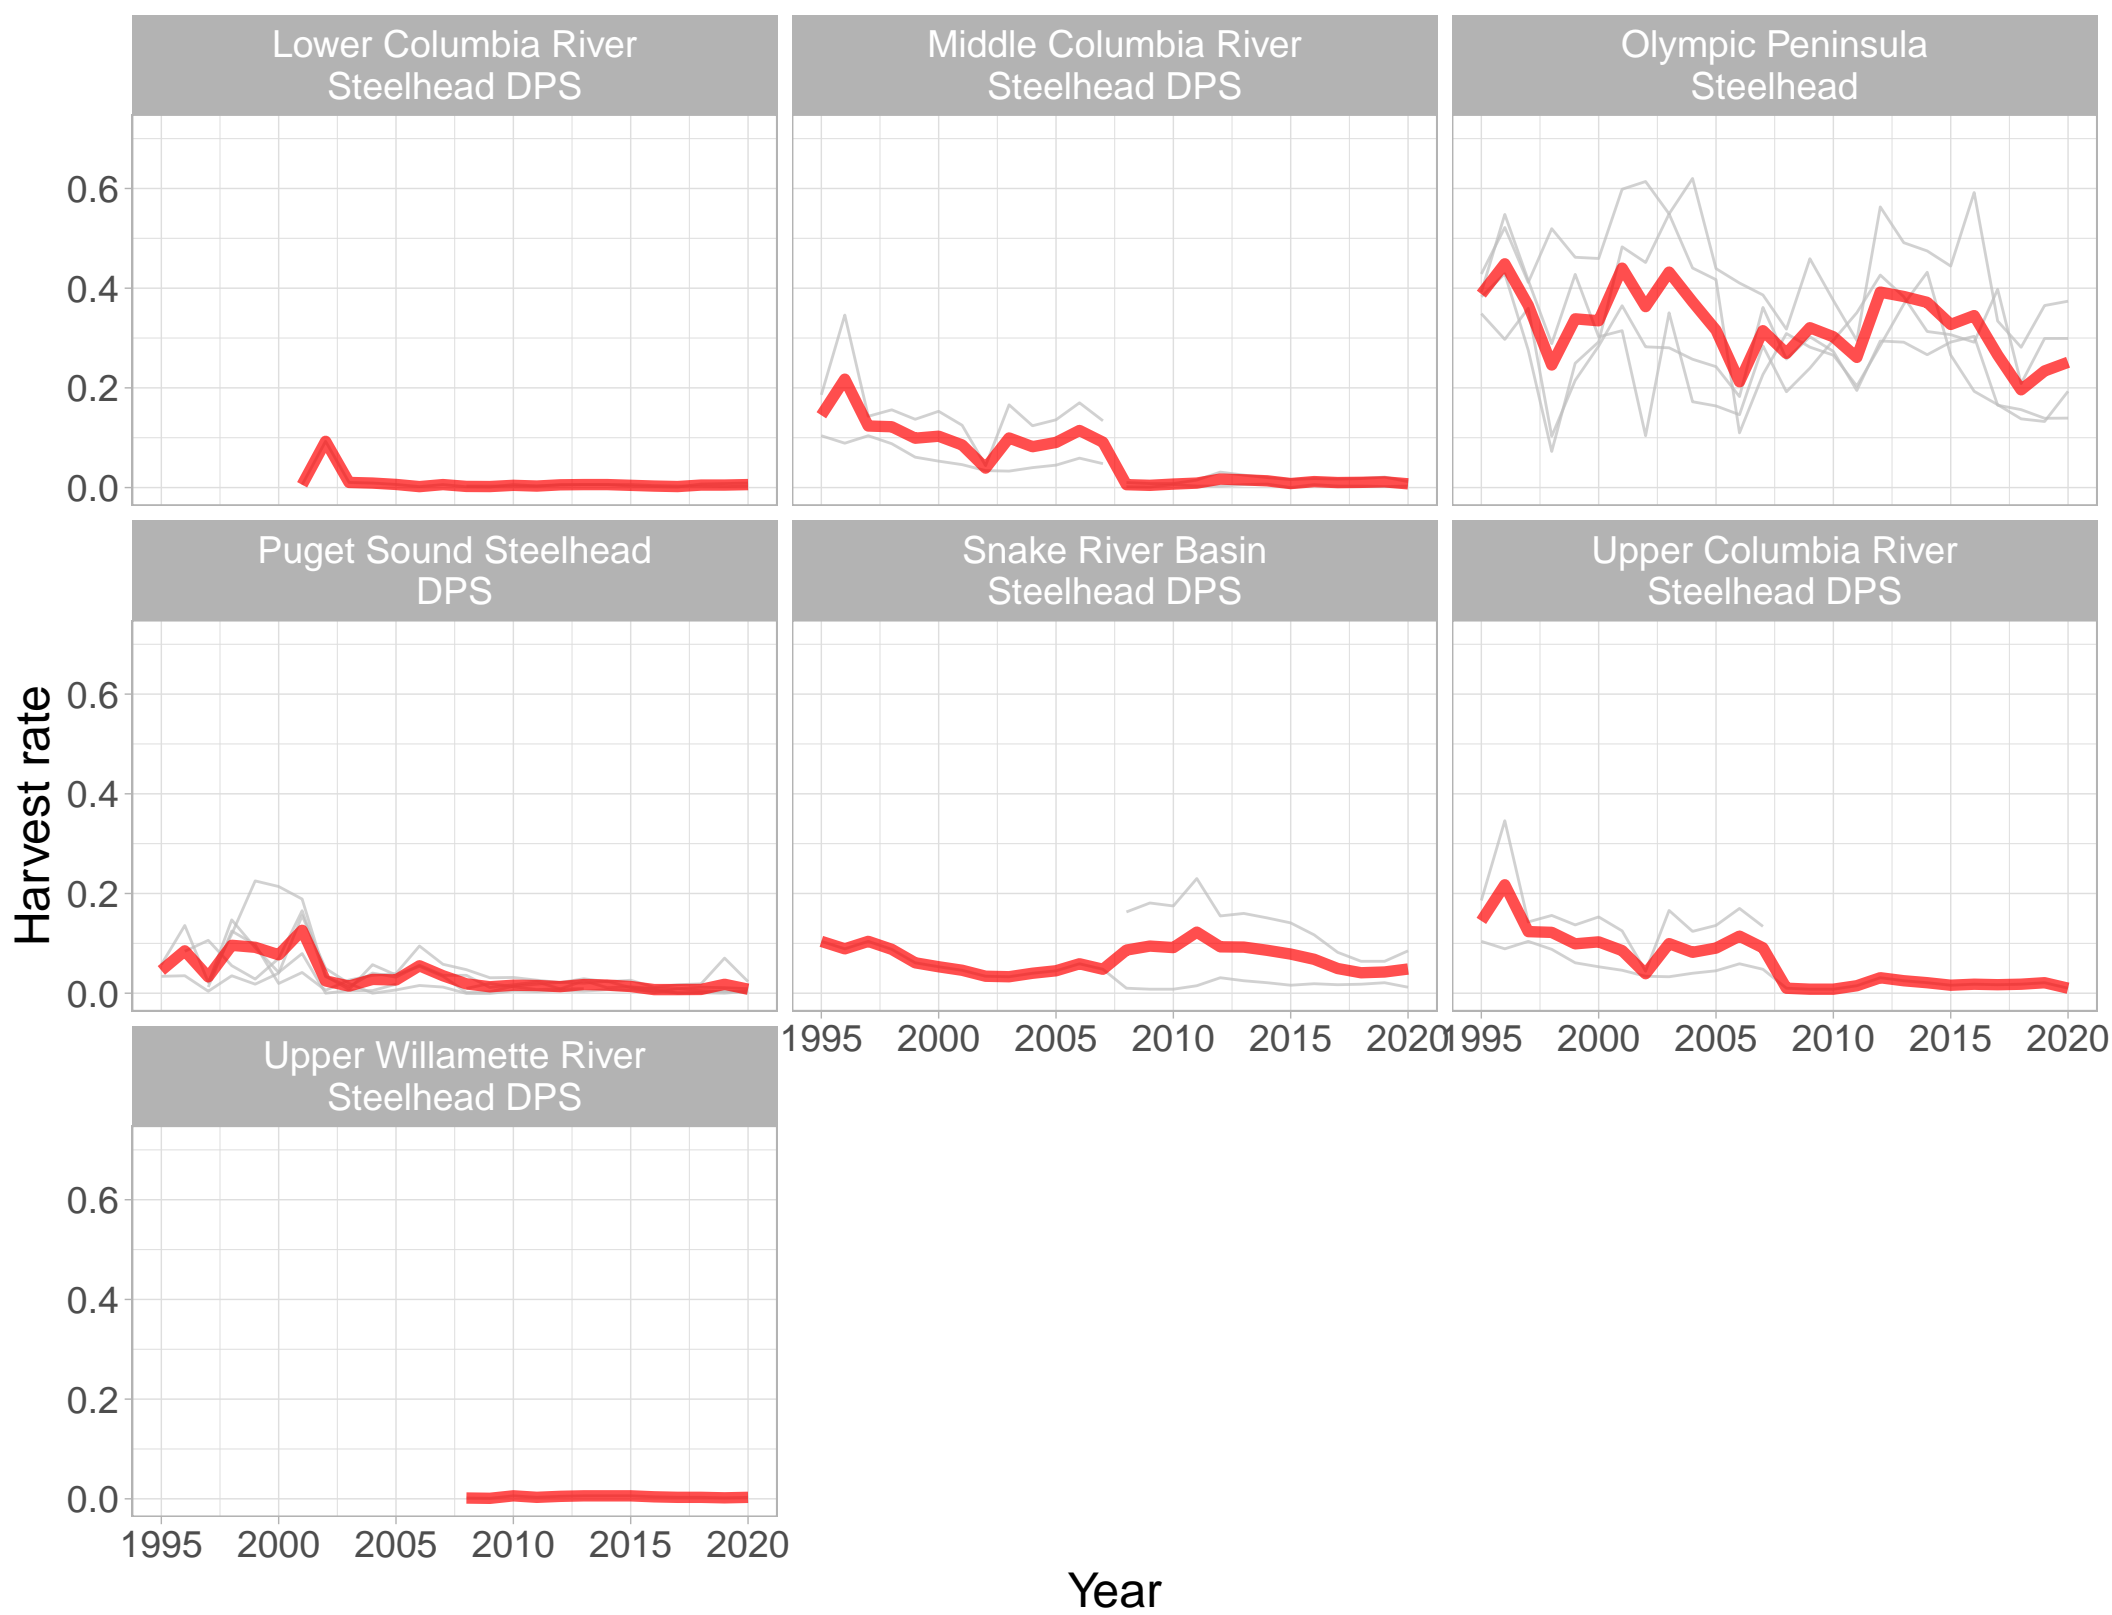 Lower Columbia River
Steelhead DPS
Middle Columbia River
Steelhead DPS
Olympic Peninsula
Steelhead
0.6
0.4
0.2
0.0
Puget Sound Steelhead
DPS
Snake River Basin
Steelhead DPS
Upper Columbia River
Steelhead DPS
Harvest rate
0.6
0.4
0.2
0.0
1995 2000 2005 2010 2015 2020
1995 2000 2005 2010 2015 2020
Upper Willamette River
Steelhead DPS
0.6
0.4
0.2
0.0
1995 2000 2005 2010 2015 2020
Year